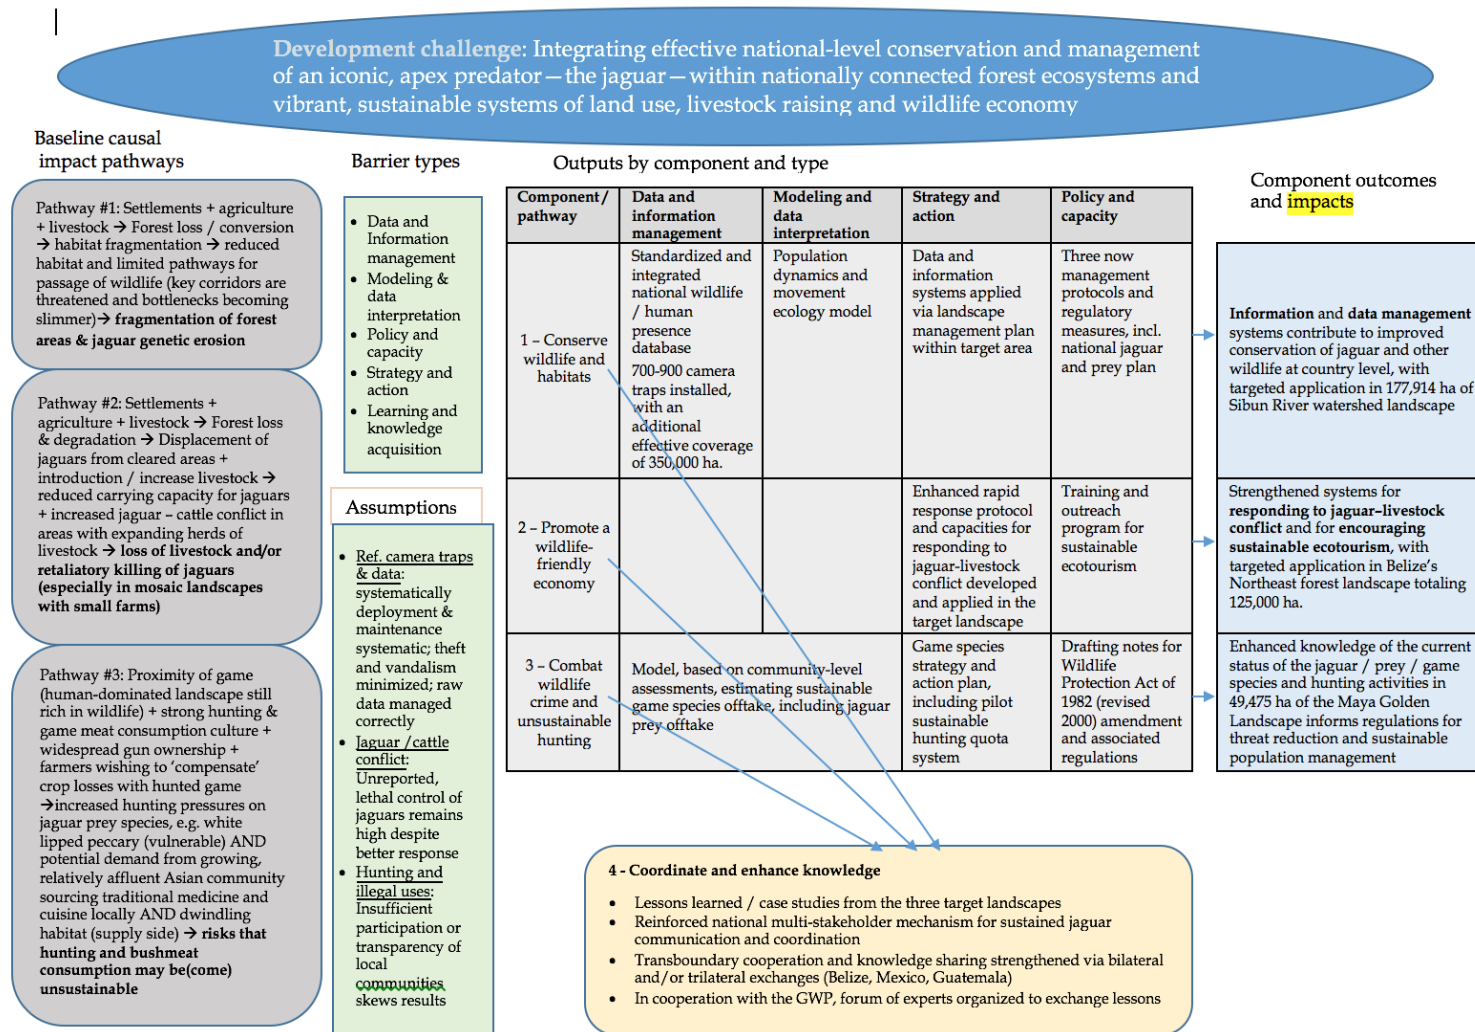 Development challenge: Integrating effective national-level conservation and management
of an iconic, apex predator—the jaguar—within nationally connected forest ecosystems and
vibrant, sustainable systems of land use, livestock raising and wildlife economy
Baseline causal
impact pathways
Pathway #1: Settlements + agriculture
+ livestock → Forest loss / conversion
→ habitat fragmentation → reduced
habitat and limited pathways for
passage of wildlife (key corridors are
threatened and bottlenecks becoming
slimmer)→ fragmentation of forest
areas & jaguar genetic erosion
Pathway #2: Settlements +
agriculture + livestock → Forest loss
& degradation → Displacement of
jaguars from cleared areas +
introduction / increase livestock →
reduced carrying capacity for jaguars
+ increased jaguar – cattle conflict in
areas with expanding herds of
livestock → loss of livestock and/or
retaliatory killing of jaguars
(especially in mosaic landscapes
with small farms)
Pathway #3: Proximity of game
(human-dominated landscape still
rich in wildlife) + strong hunting &
game meat consumption culture +
widespread gun ownership +
farmers wishing to ‘compensate’
crop losses with hunted game
→increased hunting pressures on
jaguar prey species, e.g. white
lipped peccary (vulnerable) AND
potential demand from growing,
relatively affluent Asian community
sourcing traditional medicine and
cuisine locally AND dwindling
habitat (supply side) → risks that
hunting and bushmeat
consumption may be(come)
unsustainable
Barrier types
• Data and
Information
management
• Modeling &
data
interpretation
• Policy and
capacity
• Strategy and
action
• Learning and
knowledge
acquisition
Assumptions
• Ref. camera traps
& data:
systematically
deployment &
maintenance
systematic; theft
and vandalism
minimized; raw
data managed
correctly
• Jaguar /cattle
conflict:
Unreported,
lethal control of
jaguars remains
high despite
better response
• Hunting and
illegal uses:
Insufficient
participation or
transparency of
local
communities
skews results
Outputs by component and type
Component /
pathway
Data and
information
management
Modeling and
data
interpretation
Strategy and
action
Policy and
capacity
1 – Conserve
wildlife and
habitats
Standardized and
integrated
national wildlife
/ human
presence
database
700-900 camera
traps installed,
with an
additional
effective coverage
of 350,000 ha.
Population
dynamics and
movement
ecology model
Data and
information
systems applied
via landscape
management plan
within target area
Three now
management
protocols and
regulatory
measures, incl.
national jaguar
and prey plan
2 – Promote a
wildlife-
friendly
economy
Enhanced rapid
response protocol
and capacities for
responding to
jaguar-livestock
conflict developed
and applied in the
target landscape
Training and
outreach
program for
sustainable
ecotourism
3 – Combat
wildlife
crime and
unsustainable
hunting
Model, based on community-level
assessments, estimating sustainable
game species offtake, including jaguar
prey offtake
Game species
strategy and
action plan,
including pilot
sustainable
hunting quota
system
Drafting notes for
Wildlife
Protection Act of
1982 (revised
2000) amendment
and associated
regulations
Component outcomes
and impacts
Information and data management
systems contribute to improved
conservation of jaguar and other
wildlife at country level, with
targeted application in 177,914 ha of
Sibun River watershed landscape
Strengthened systems for
responding to jaguar–livestock
conflict and for encouraging
sustainable ecotourism, with
targeted application in Belize’s
Northeast forest landscape totaling
125,000 ha.
Enhanced knowledge of the current
status of the jaguar / prey / game
species and hunting activities in
49,475 ha of the Maya Golden
Landscape informs regulations for
threat reduction and sustainable
population management
4 - Coordinate and enhance knowledge
• Lessons learned / case studies from the three target landscapes
• Reinforced national multi-stakeholder mechanism for sustained jaguar
communication and coordination
• Transboundary cooperation and knowledge sharing strengthened via bilateral
and/or trilateral exchanges (Belize, Mexico, Guatemala)
• In cooperation with the GWP, forum of experts organized to exchange lessons